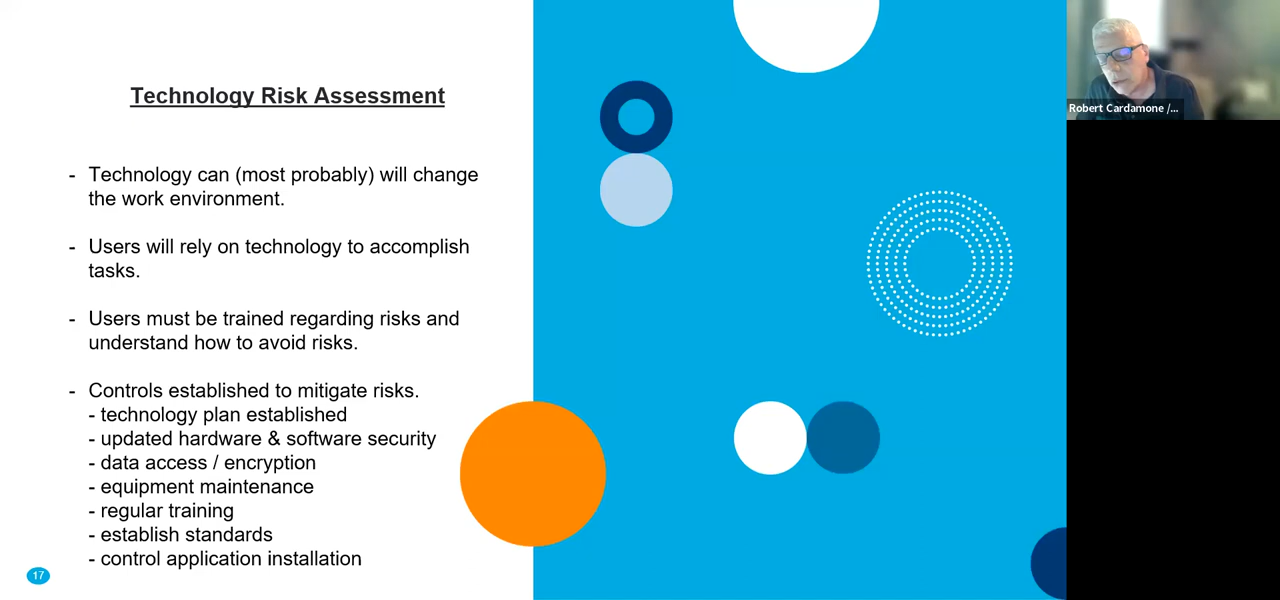 Technology Risk Assessment
- Technology can (most probably) will change
the work environment.
- Users will rely on technology to accomplish
tasks.
- Users must be trained regarding risks and
understand how to avoid risks.
- Controls established to mitigate risks.
- technology plan established
- updated hardware & software security
- data access / encryption
- equipment maintenance
- regular training
- establish standards
- control application installation
17
Robert Cardamone /...